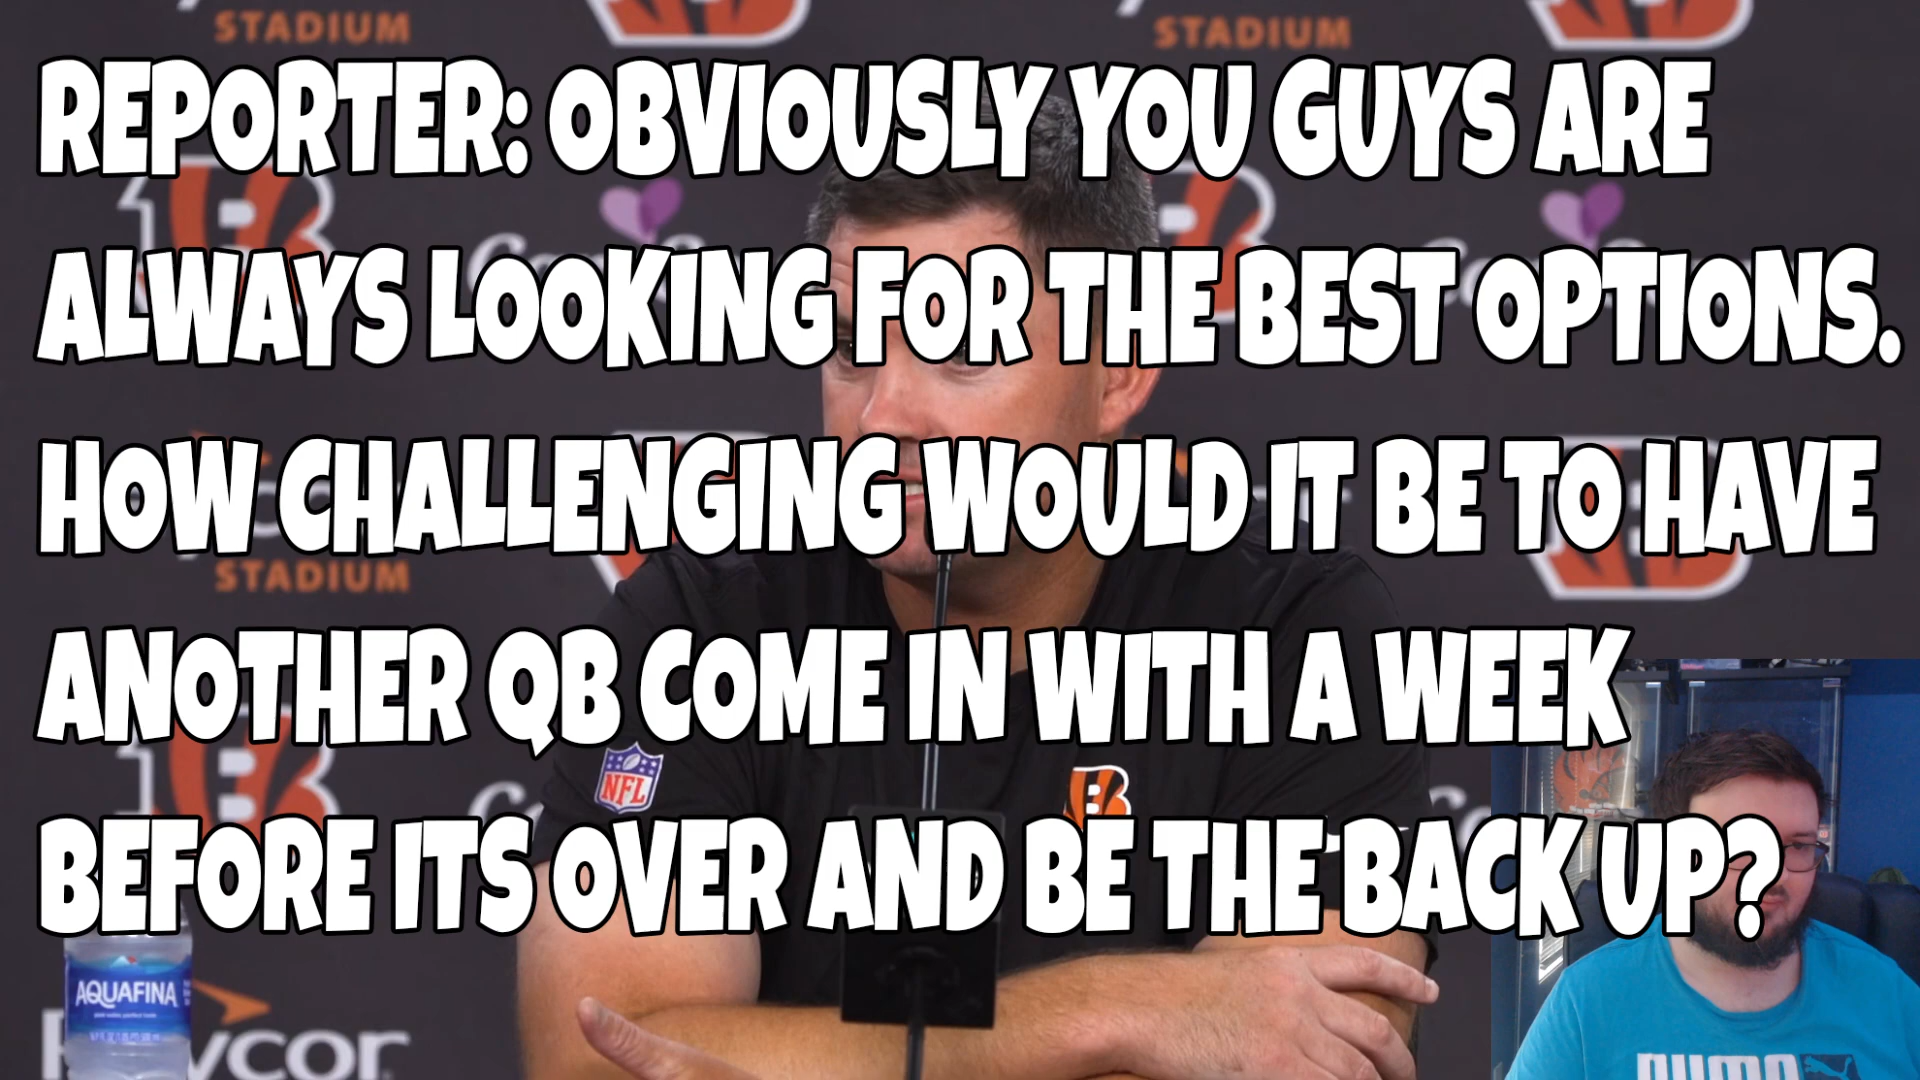 STADIUM
STADIUM
REPORTER: OBVIOUSLY YOU GUYS ARE
ALWAYS LOOKING FOR THE BEST OPTIONS.
HOW CHALLENGING WOULD IT BE TO HAVE
STADIUM
ANOTHER QB COME IN WITH A WEEK
NFL
B
BEFORE ITS OVER AND BE THE BACK UP?
AQUAFINA
PUMA